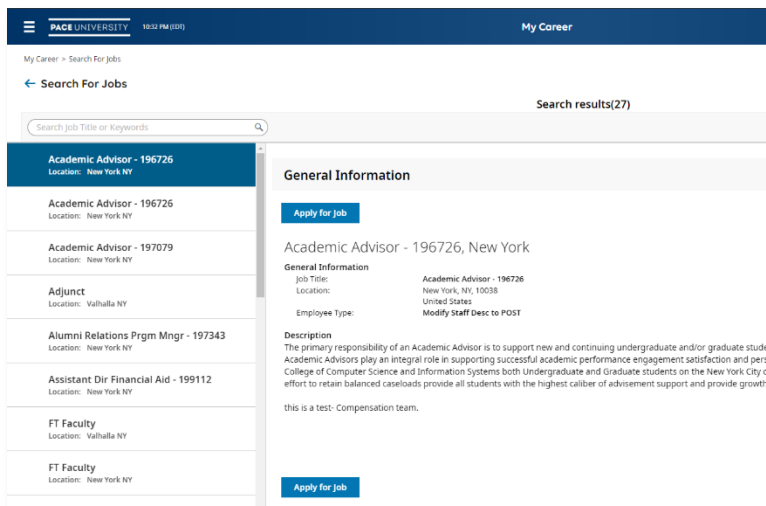 PACE UNIVERSITY 10:32 PM (EDT) My Career
My Career > Search For Jobs
← Search For Jobs
Search results(27)
Search Job Title or Keywords
Academic Advisor - 196726
Location: New York NY
Academic Advisor - 196726
Location: New York NY
Academic Advisor - 197079
Location: New York NY
Adjunct
Location: Valhalla NY
Alumni Relations Prgm Mngr - 197343
Location: New York NY
Assistant Dir Financial Aid - 199112
Location: New York NY
FT Faculty
Location: Valhalla NY
FT Faculty
Location: New York NY
General Information
Apply for Job
Academic Advisor - 196726, New York
General Information
Job Title: Academic Advisor - 196726
Location: New York, NY, 10038
United States
Employee Type: Modify Staff Desc to POST
Description
The primary responsibility of an Academic Advisor is to support new and continuing undergraduate and/or graduate stude
Academic Advisors play an integral role in supporting successful academic performance engagement satisfaction and pers
College of Computer Science and Information Systems both Undergraduate and Graduate students on the New York City c
effort to retain balanced caseloads provide all students with the highest caliber of advisement support and provide growth
this is a test- Compensation team.
Apply for Job